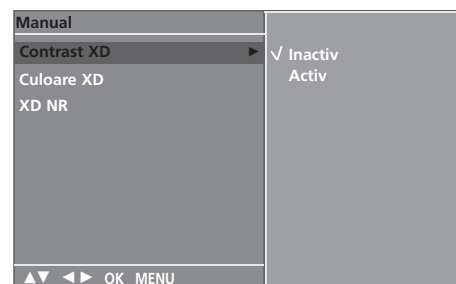 Manual
Contrast XD ►
Culoare XD
XD NR
√ Inactiv
Activ
▲▼ ◄► OK MENU